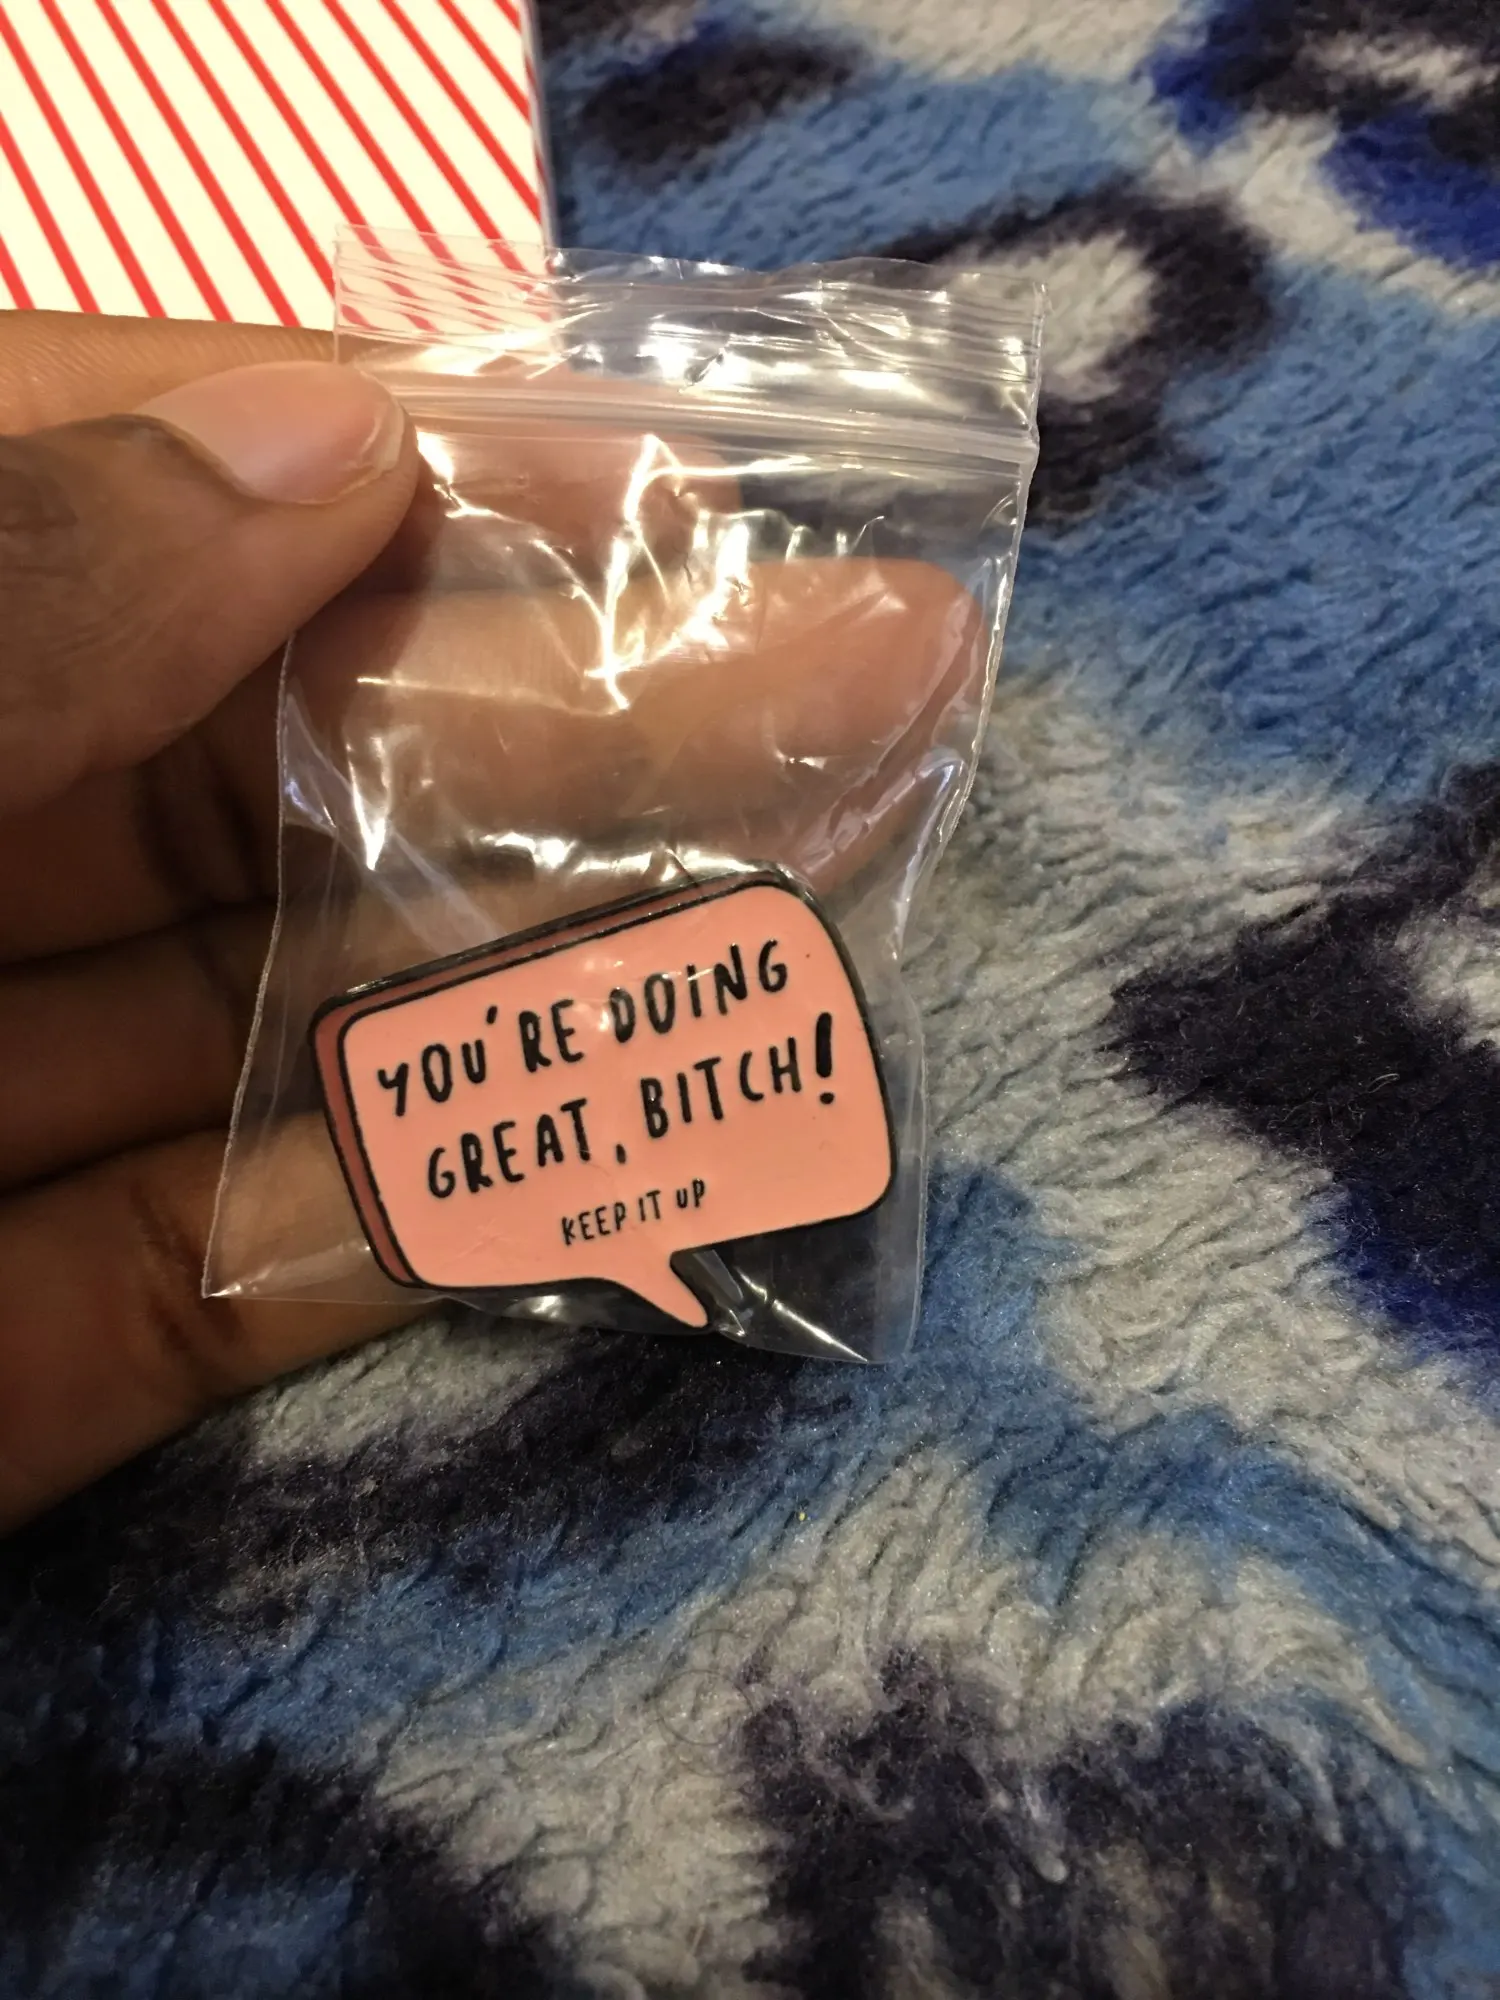 YOU'RE DOING
GREAT, BITCH!
KEEP IT UP